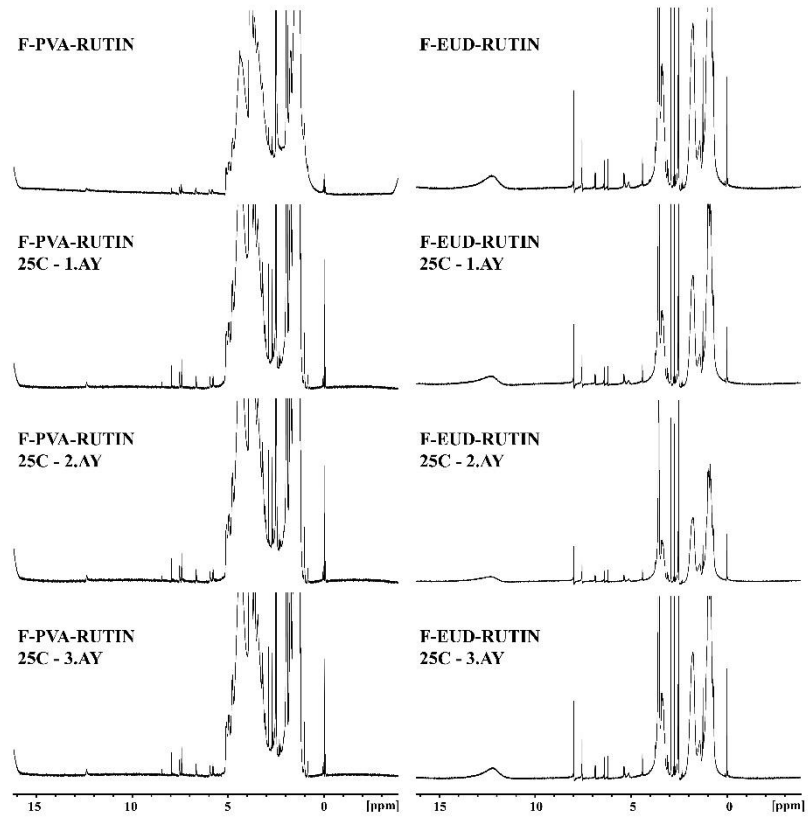 F-PVA-RUTIN
F-EUD-RUTIN
F-PVA-RUTIN
25C - 1.AY
F-EUD-RUTIN
25C - 1.AY
F-PVA-RUTIN
25C - 2.AY
F-EUD-RUTIN
25C - 2.AY
F-PVA-RUTIN
25C - 3.AY
F-EUD-RUTIN
25C - 3.AY
15 10 5 0 [ppm]
15 10 5 0 [ppm]